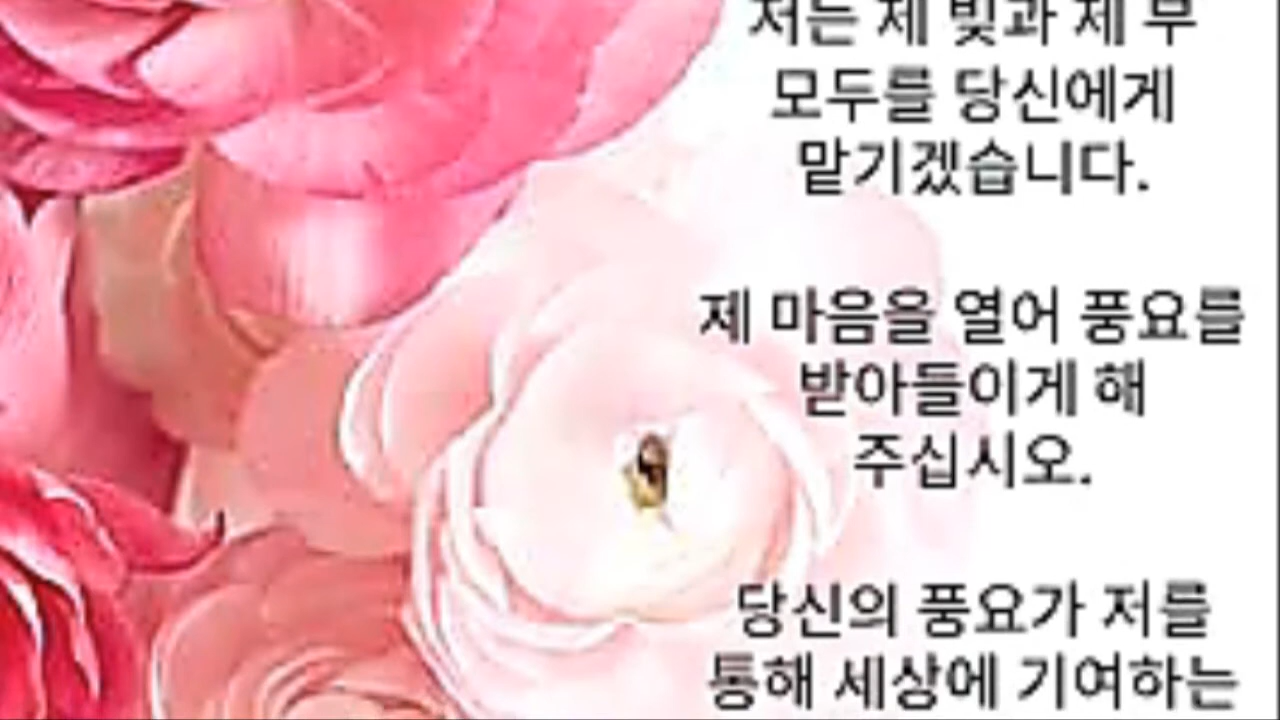 저는 제 빚과 제 부
모두를 당신에게
맡기겠습니다.
제 마음을 열어 풍요를
받아들이게 해
주십시오.
당신의 풍요가 저를
통해 세상에 기여하는